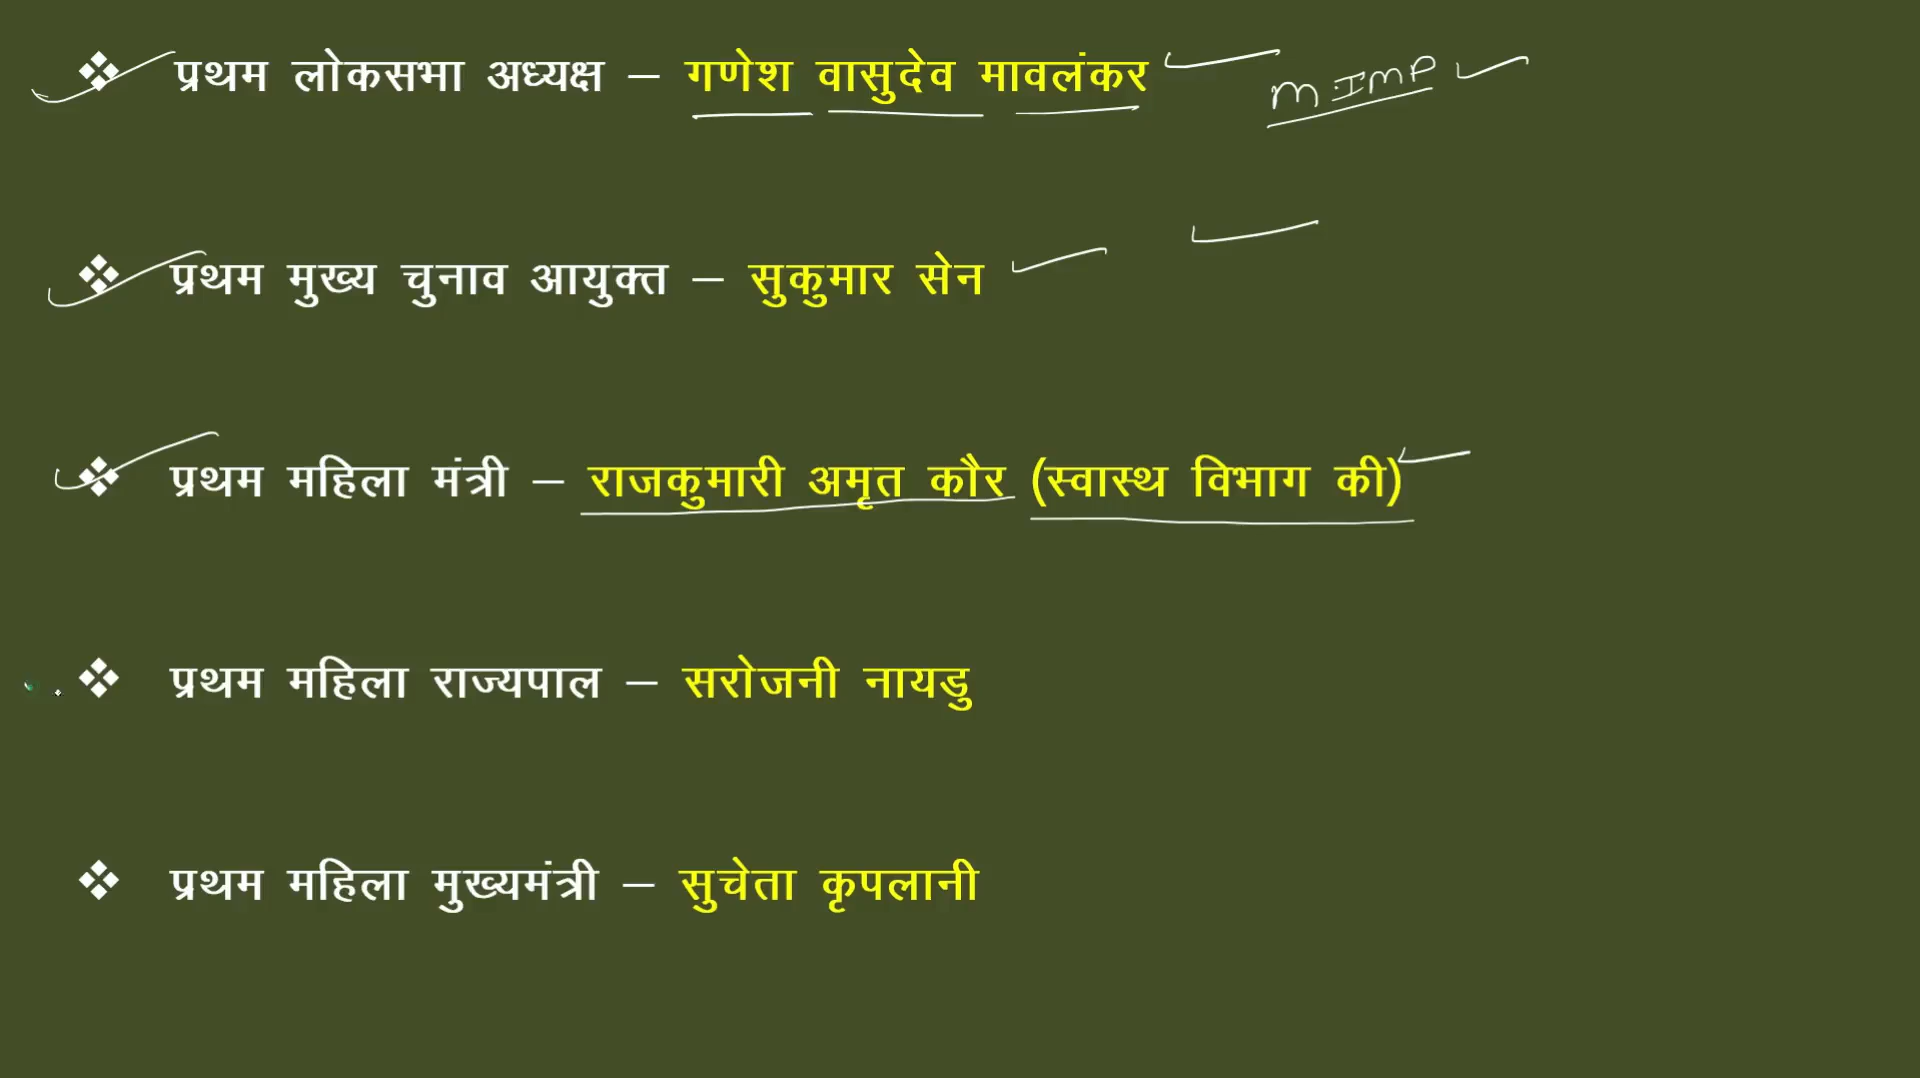 ❖ प्रथम लोकसभा अध्यक्ष – गणेश वासुदेव मावलंकर M.IMP
❖ प्रथम मुख्य चुनाव आयुक्त – सुकुमार सेन
❖ प्रथम महिला मंत्री – राजकुमारी अमृत कौर (स्वास्थ विभाग की)
❖ प्रथम महिला राज्यपाल – सरोजनी नायडु
❖ प्रथम महिला मुख्यमंत्री – सुचेता कृपलानी